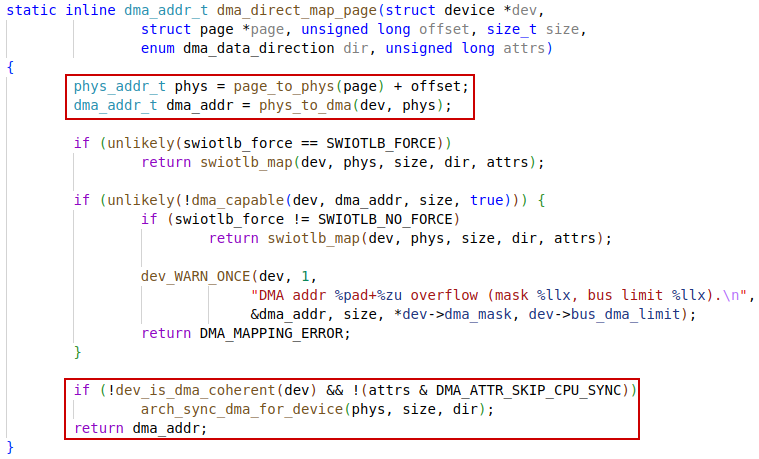 static inline dma_addr_t dma_direct_map_page(struct device *dev,
struct page *page, unsigned long offset, size_t size,
enum dma_data_direction dir, unsigned long attrs)
{
phys_addr_t phys = page_to_phys(page) + offset;
dma_addr_t dma_addr = phys_to_dma(dev, phys);
if (unlikely(swiotlb_force == SWIOTLB_FORCE))
return swiotlb_map(dev, phys, size, dir, attrs);
if (unlikely(!dma_capable(dev, dma_addr, size, true))) {
if (swiotlb_force != SWIOTLB_NO_FORCE)
return swiotlb_map(dev, phys, size, dir, attrs);
dev_WARN_ONCE(dev, 1,
"DMA addr %pad+%zu overflow (mask %llx, bus limit %llx).\n",
&dma_addr, size, *dev->dma_mask, dev->bus_dma_limit);
return DMA_MAPPING_ERROR;
}
if (!dev_is_dma_coherent(dev) && !(attrs & DMA_ATTR_SKIP_CPU_SYNC))
arch_sync_dma_for_device(phys, size, dir);
return dma_addr;
}